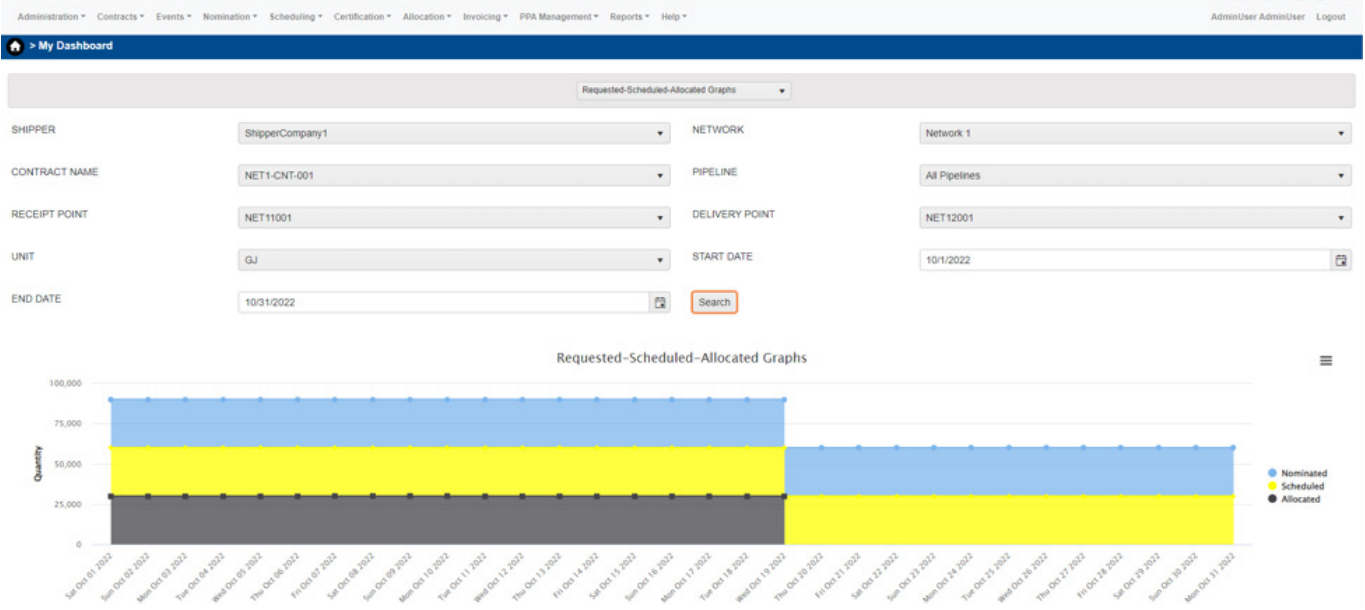 Administration Contracts Events Nomination Scheduling Certification Allocation Invoicing PPA Management Reports Help AdminUser AdminUser Logout
> My Dashboard
Requested-Scheduled-Allocated Graphs
SHIPPER ShipperCompany1 NETWORK Network 1
CONTRACT NAME NET1-CNT-001 PIPELINE All Pipelines
RECEIPT POINT NET11001 DELIVERY POINT NET12001
UNIT GJ START DATE 10/1/2022
END DATE 10/31/2022 Search
Requested-Scheduled-Allocated Graphs
Quantity
100,000
75,000
50,000
25,000
0
Nominated
Scheduled
Allocated
Sat Oct 01 2022
Sun Oct 02 2022
Mon Oct 03 2022
Tue Oct 04 2022
Wed Oct 05 2022
Thu Oct 06 2022
Fri Oct 07 2022
Sat Oct 08 2022
Sun Oct 09 2022
Mon Oct 10 2022
Tue Oct 11 2022
Wed Oct 12 2022
Thu Oct 13 2022
Fri Oct 14 2022
Sat Oct 15 2022
Sun Oct 16 2022
Mon Oct 17 2022
Tue Oct 18 2022
Wed Oct 19 2022
Thu Oct 20 2022
Fri Oct 21 2022
Sat Oct 22 2022
Sun Oct 23 2022
Mon Oct 24 2022
Tue Oct 25 2022
Wed Oct 26 2022
Thu Oct 27 2022
Fri Oct 28 2022
Sat Oct 29 2022
Sun Oct 30 2022
Mon Oct 31 2022